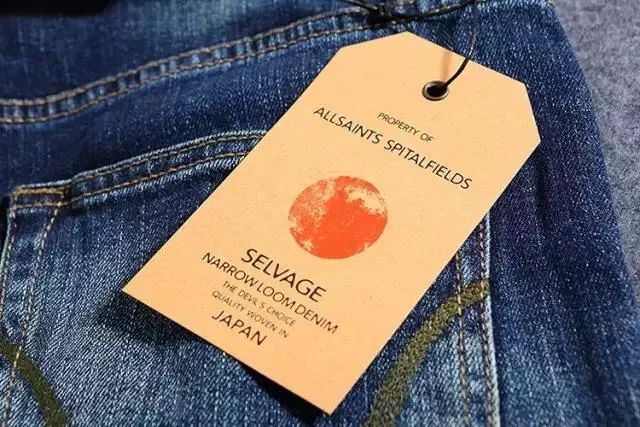 PROPERTY OF
ALLSAINTS SPITALFIELDS
SELVAGE
NARROW LOOM DENIM
THE DEVIL'S CHOICE
QUALITY WOVEN IN
JAPAN